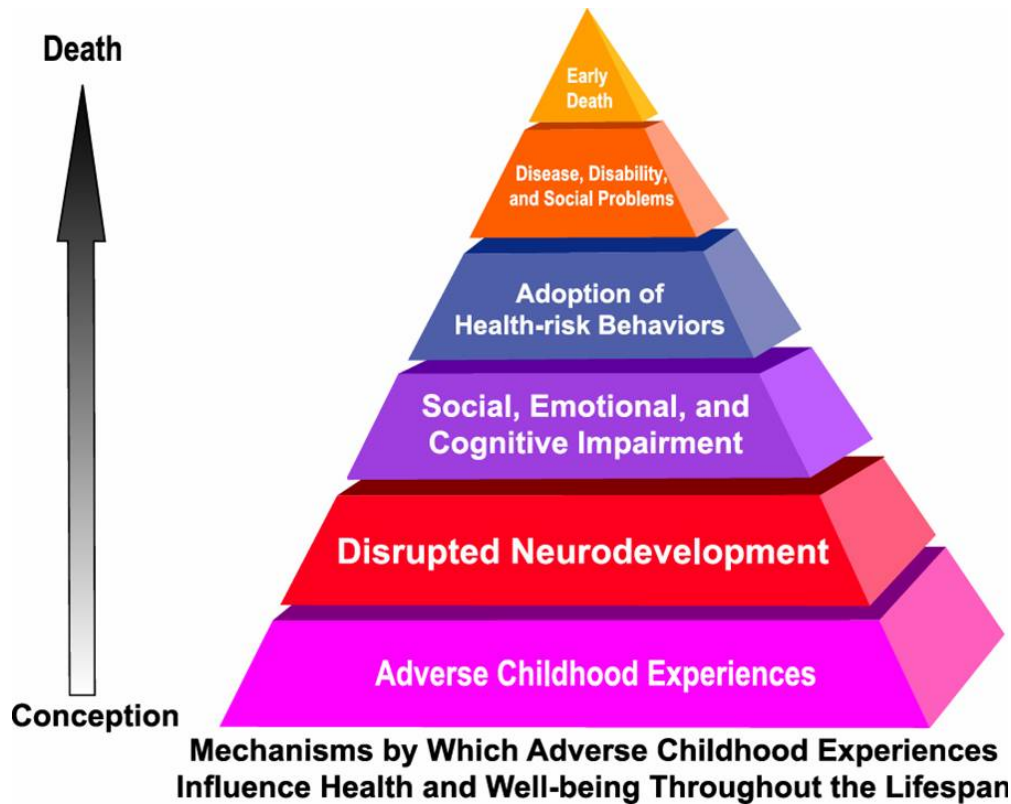 Death
Early
Death
Disease, Disability,
and Social Problems
Adoption of
Health-risk Behaviors
Social, Emotional, and
Cognitive Impairment
Disrupted Neurodevelopment
Adverse Childhood Experiences
Conception
Mechanisms by Which Adverse Childhood Experiences
Influence Health and Well-being Throughout the Lifespan